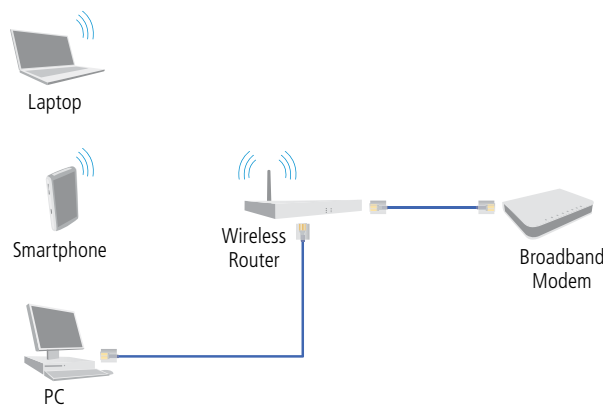 Laptop
Smartphone
Wireless
Router
Broadband
Modem
PC